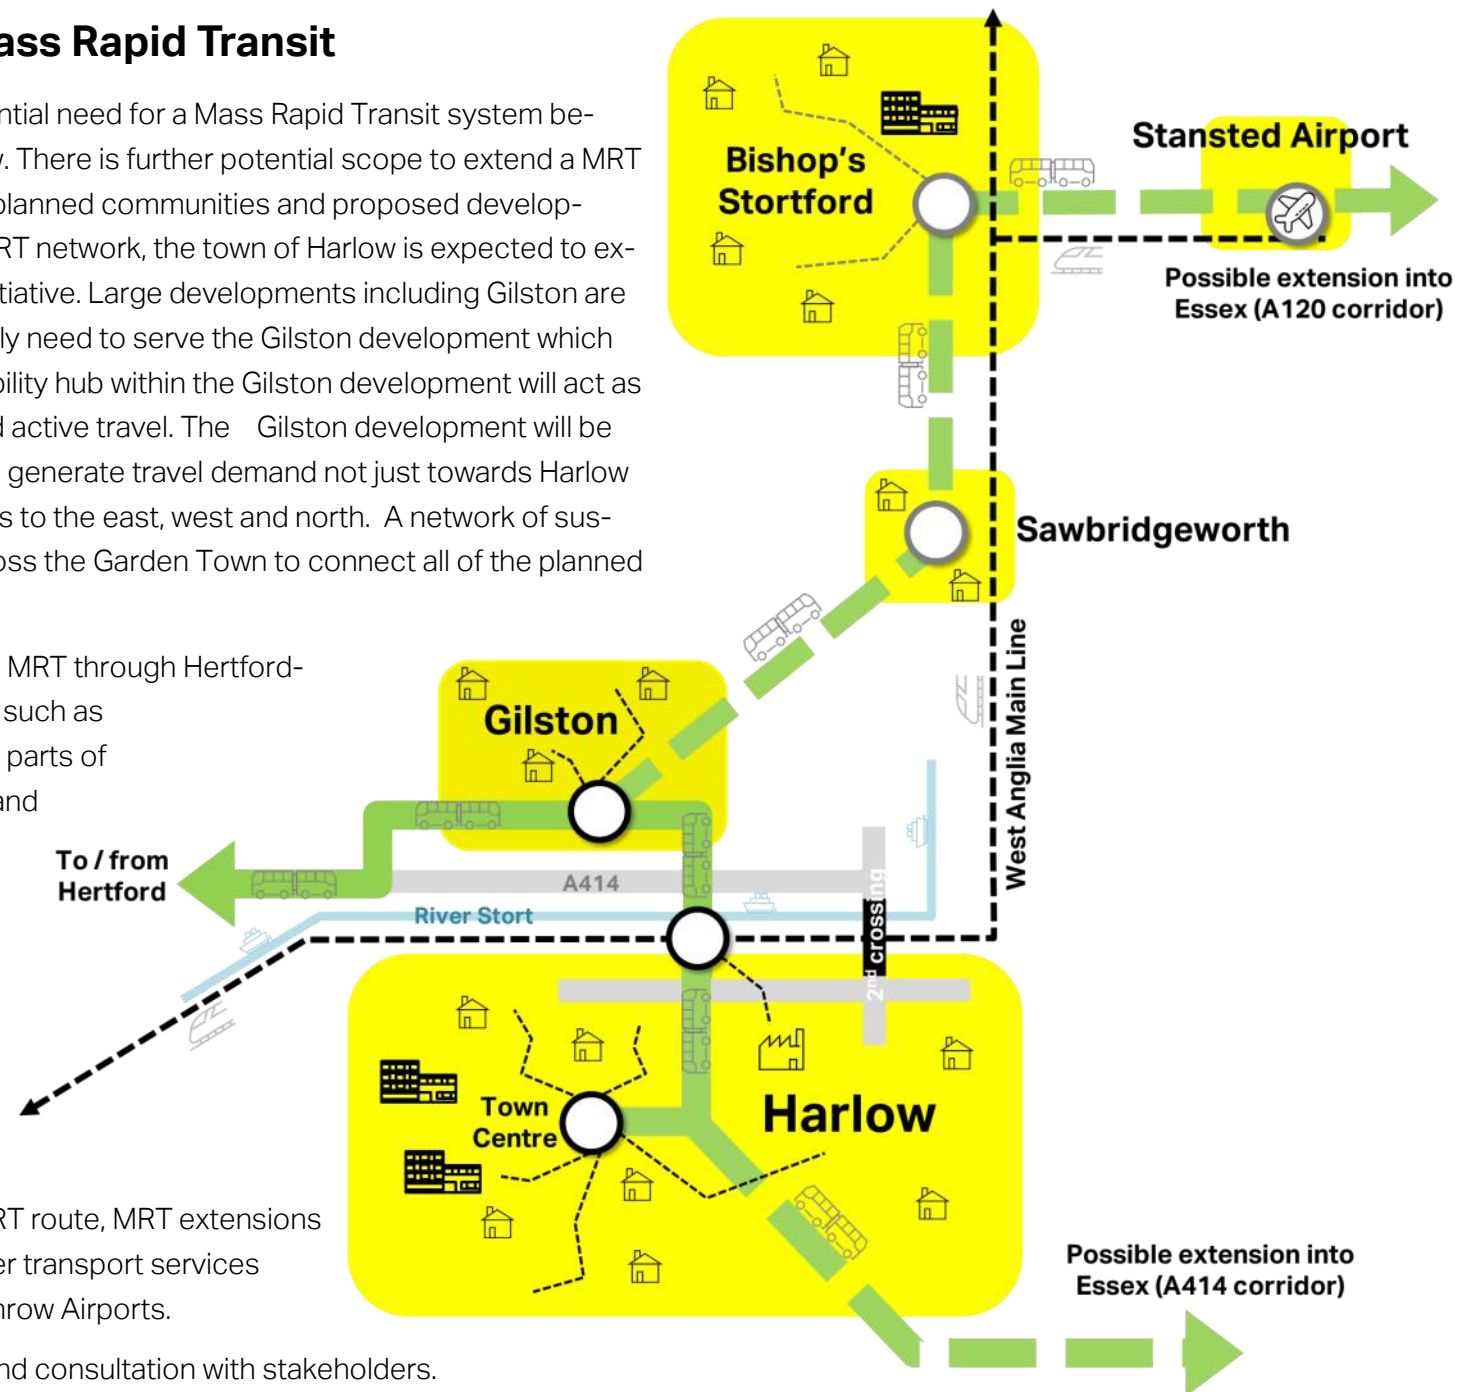 ass Rapid Transit
ntial need for a Mass Rapid Transit system be-
. There is further potential scope to extend a MRT
planned communities and proposed develop-
RT network, the town of Harlow is expected to ex-
tiative. Large developments including Gilston are
ly need to serve the Gilston development which
bility hub within the Gilston development will act as
d active travel. The Gilston development will be
generate travel demand not just towards Harlow
s to the east, west and north. A network of sus-
oss the Garden Town to connect all of the planned
MRT through Hertford-
such as
parts of
and
RT route, MRT extensions
er transport services
hrow Airports.
nd consultation with stakeholders.
Bishop's
Stortford
Stansted Airport
Possible extension into
Essex (A120 corridor)
Sawbridgeworth
West Anglia Main Line
Gilston
To / from
Hertford
A414
River Stort
2nd crossing
Town
Centre
Harlow
Possible extension into
Essex (A414 corridor)